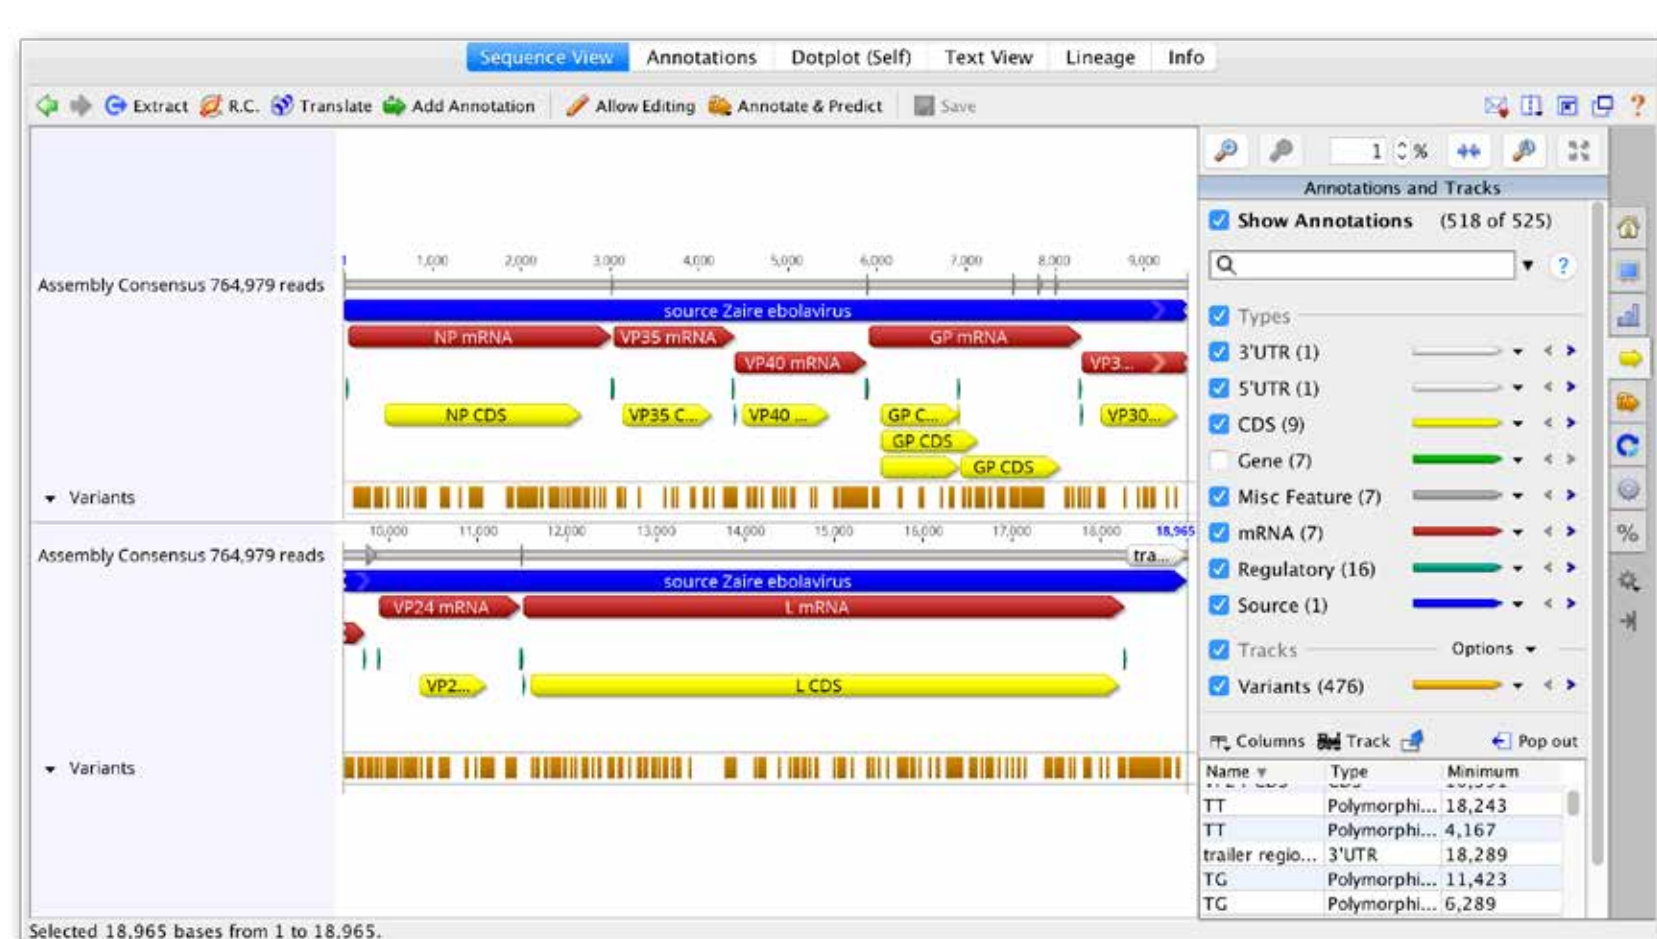 Sequence View Annotations Dotplot (Self) Text View Lineage Info
Extract R.C. Translate Add Annotation Allow Editing Annotate & Predict Save
1 %
Annotations and Tracks
Show Annotations (518 of 525)
1 1,000 2,000 3,000 4,000 5,000 6,000 7,000 8,000 9,000
Assembly Consensus 764,979 reads
source Zaire ebolavirus
NP mRNA VP35 mRNA GP mRNA
VP40 mRNA VP3...
NP CDS VP35 C... VP40 ... GP C... VP30...
GP CDS
GP CDS
Variants
10,000 11,000 12,000 13,000 14,000 15,000 16,000 17,000 18,000 18,965
Assembly Consensus 764,979 reads
tra...
source Zaire ebolavirus
VP24 mRNA L mRNA
VP2... L CDS
Variants
Types
3'UTR (1)
5'UTR (1)
CDS (9)
Gene (7)
Misc Feature (7)
mRNA (7)
Regulatory (16)
Source (1)
Tracks Options
Variants (476)
Columns Track Pop out
Name Type Minimum
TT Polymorphi... 18,243
TT Polymorphi... 4,167
trailer regio... 3'UTR 18,289
TG Polymorphi... 11,423
TG Polymorphi... 6,289
Selected 18,965 bases from 1 to 18,965.